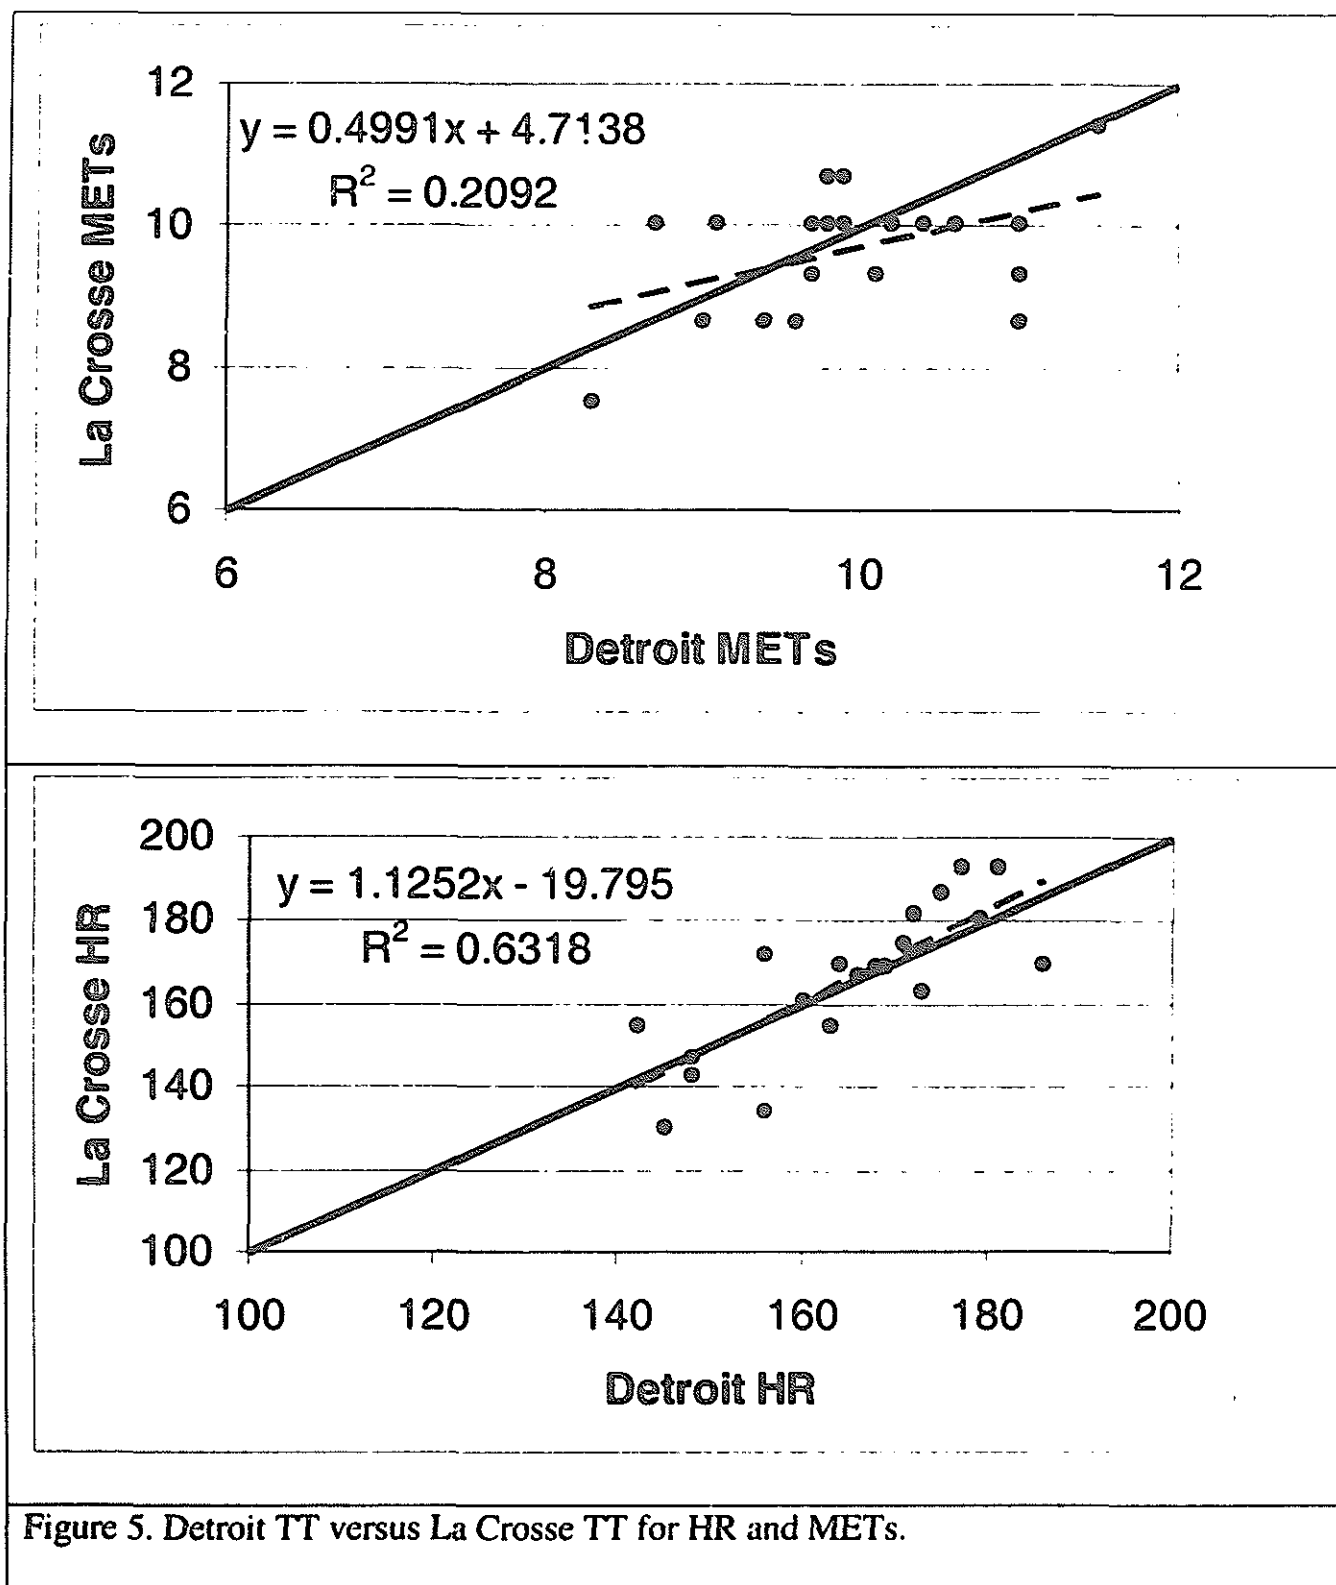 12
y = 0.4991x + 4.7138
R² = 0.2092
10
8
6
La Crosse METs
6 8 10 12
Detroit METs
200
y = 1.1252x - 19.795
180
R² = 0.6318
160
140
120
100
La Crosse HR
100 120 140 160 180 200
Detroit HR
Figure 5. Detroit TT versus La Crosse TT for HR and METs.